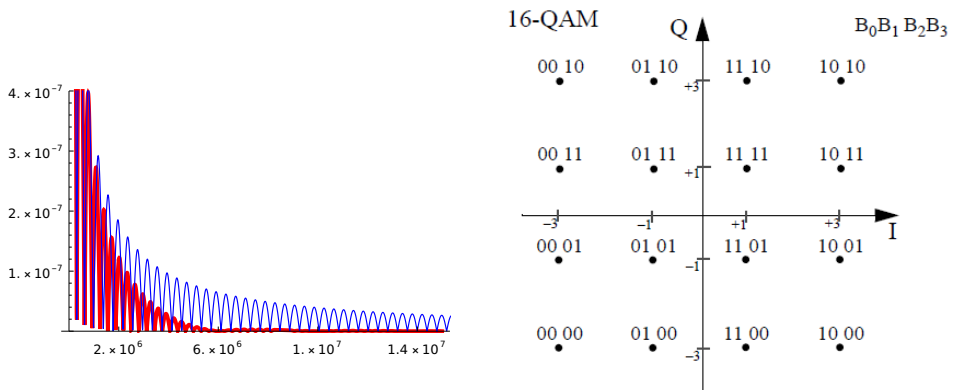 4. × 10⁻⁷
3. × 10⁻⁷
2. × 10⁻⁷
1. × 10⁻⁷
2. × 10⁶ 6. × 10⁶ 1. × 10⁷ 1.4 × 10⁷
16-QAM
Q
B₀B₁ B₂B₃
00 10 01 10 11 10 10 10
+3
00 11 01 11 11 11 10 11
+1
−3 −1 +1 +3
I
00 01 01 01 11 01 10 01
−1
00 00 01 00 11 00 10 00
−3